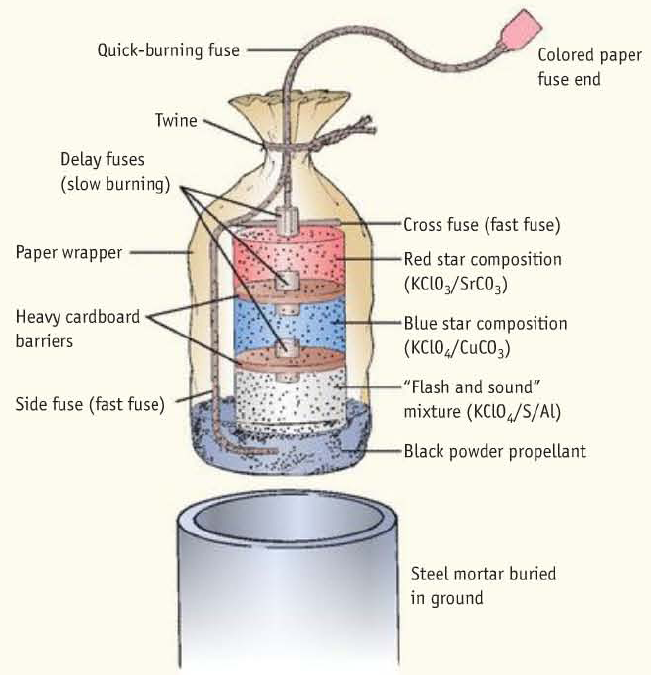 Quick-burning fuse
Colored paper
fuse end
Twine
Delay fuses
(slow burning)
Cross fuse (fast fuse)
Paper wrapper
Red star composition
(KClO₃/SrCO₃)
Heavy cardboard
barriers
Blue star composition
(KClO₄/CuCO₃)
Side fuse (fast fuse)
“Flash and sound”
mixture (KClO₄/S/Al)
Black powder propellant
Steel mortar buried
in ground